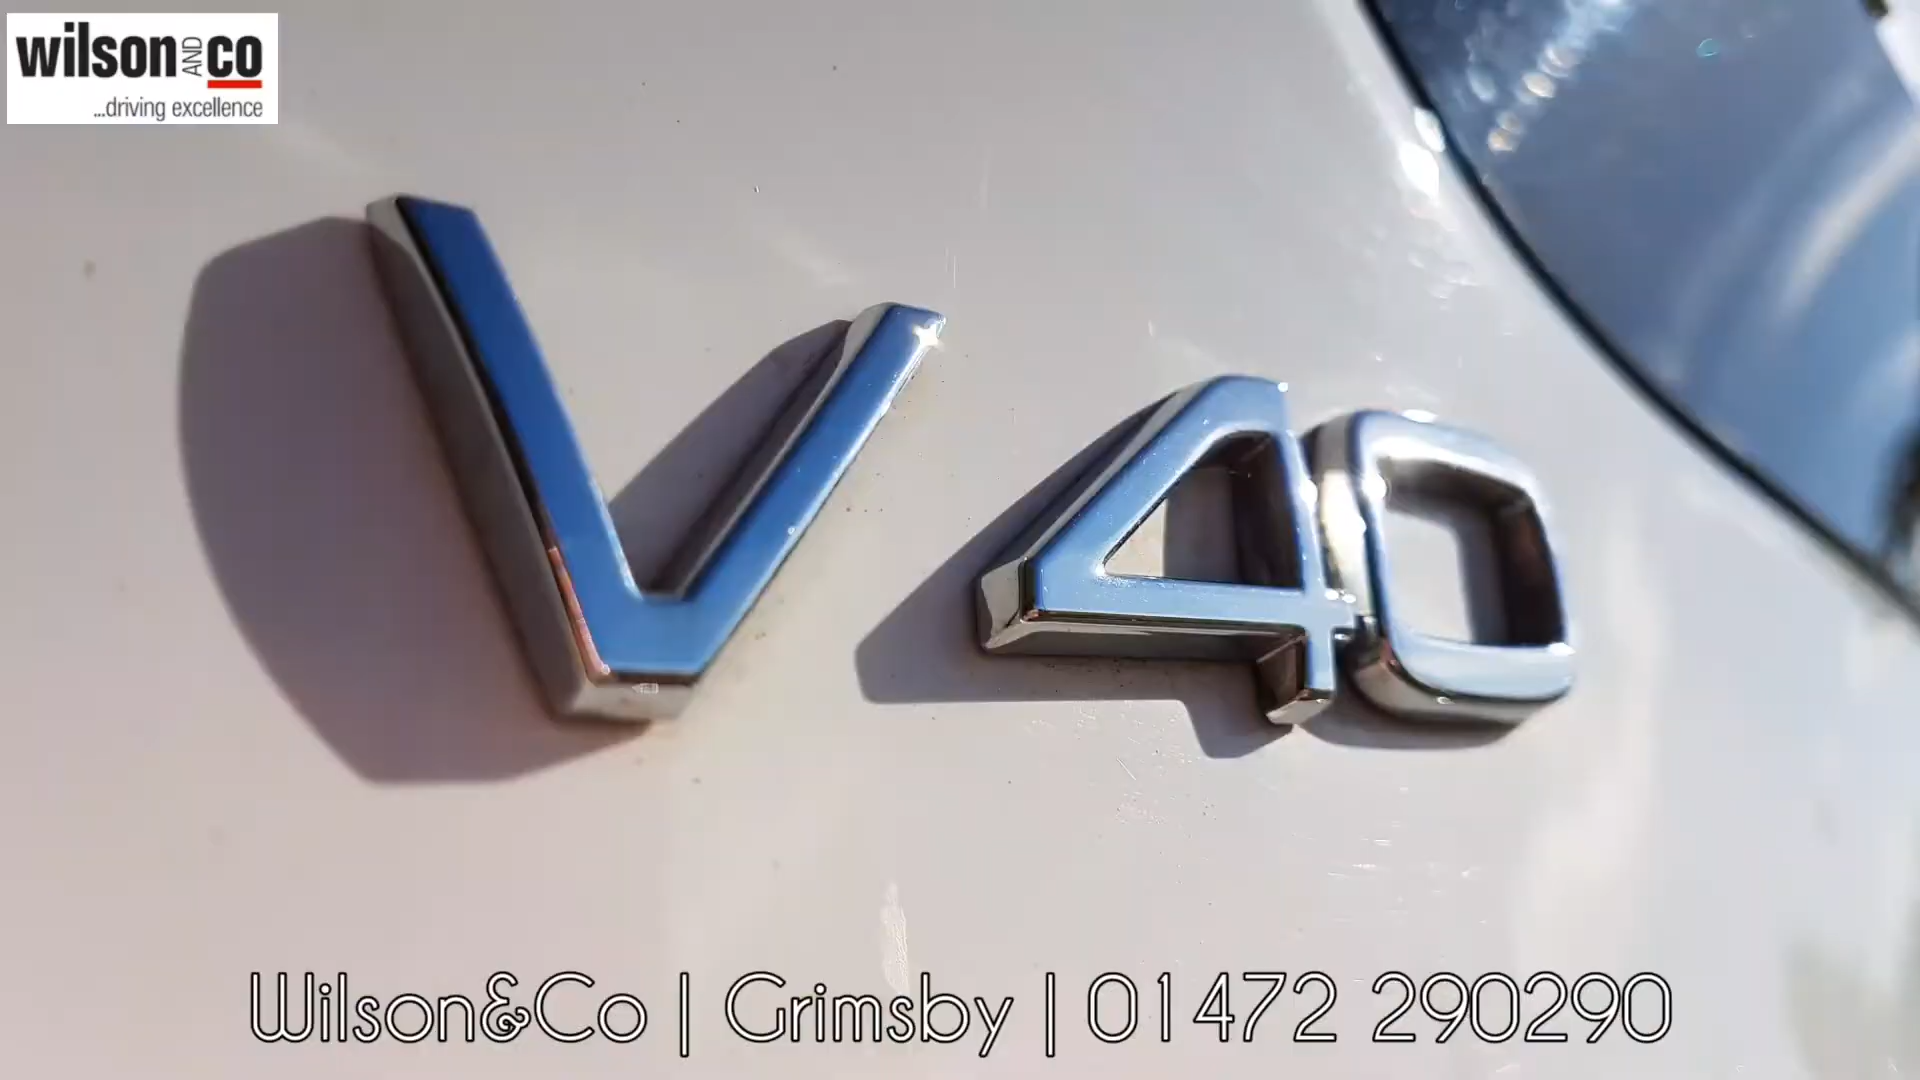 wilson AND co
...driving excellence
V40
Wilson&Co | Grimsby | 01472 290290